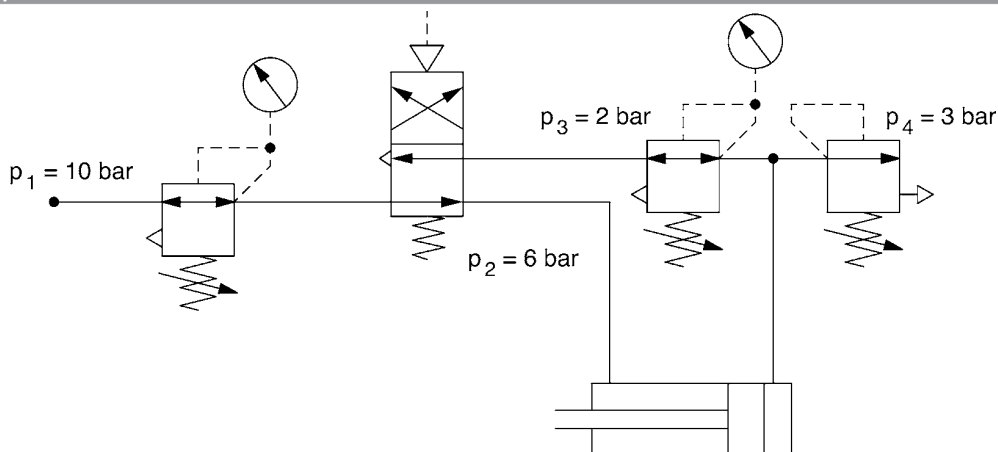 p1 = 10 bar
p2 = 6 bar
p3 = 2 bar
p4 = 3 bar